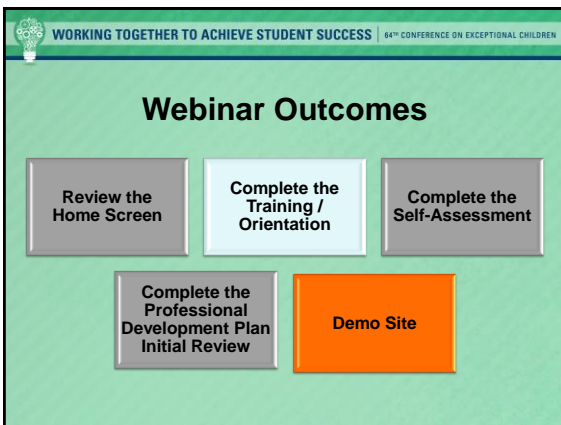 WORKING TOGETHER TO ACHIEVE STUDENT SUCCESS | 64TH CONFERENCE ON EXCEPTIONAL CHILDREN
Webinar Outcomes
Review the
Home Screen
Complete the
Training /
Orientation
Complete the
Self-Assessment
Complete the
Professional
Development Plan
Initial Review
Demo Site